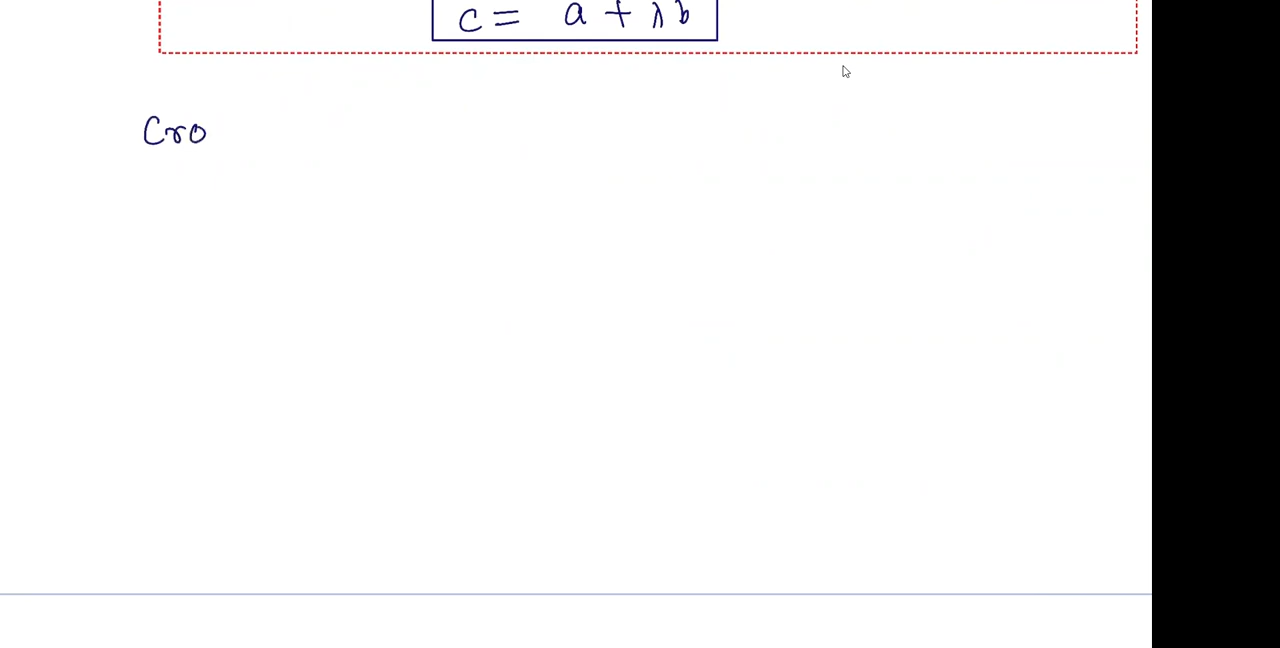 c = a + λb
Cro